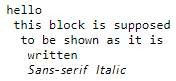 hello
 this block is supposed
  to be shown as it is
   written
   Sans-serif Italic